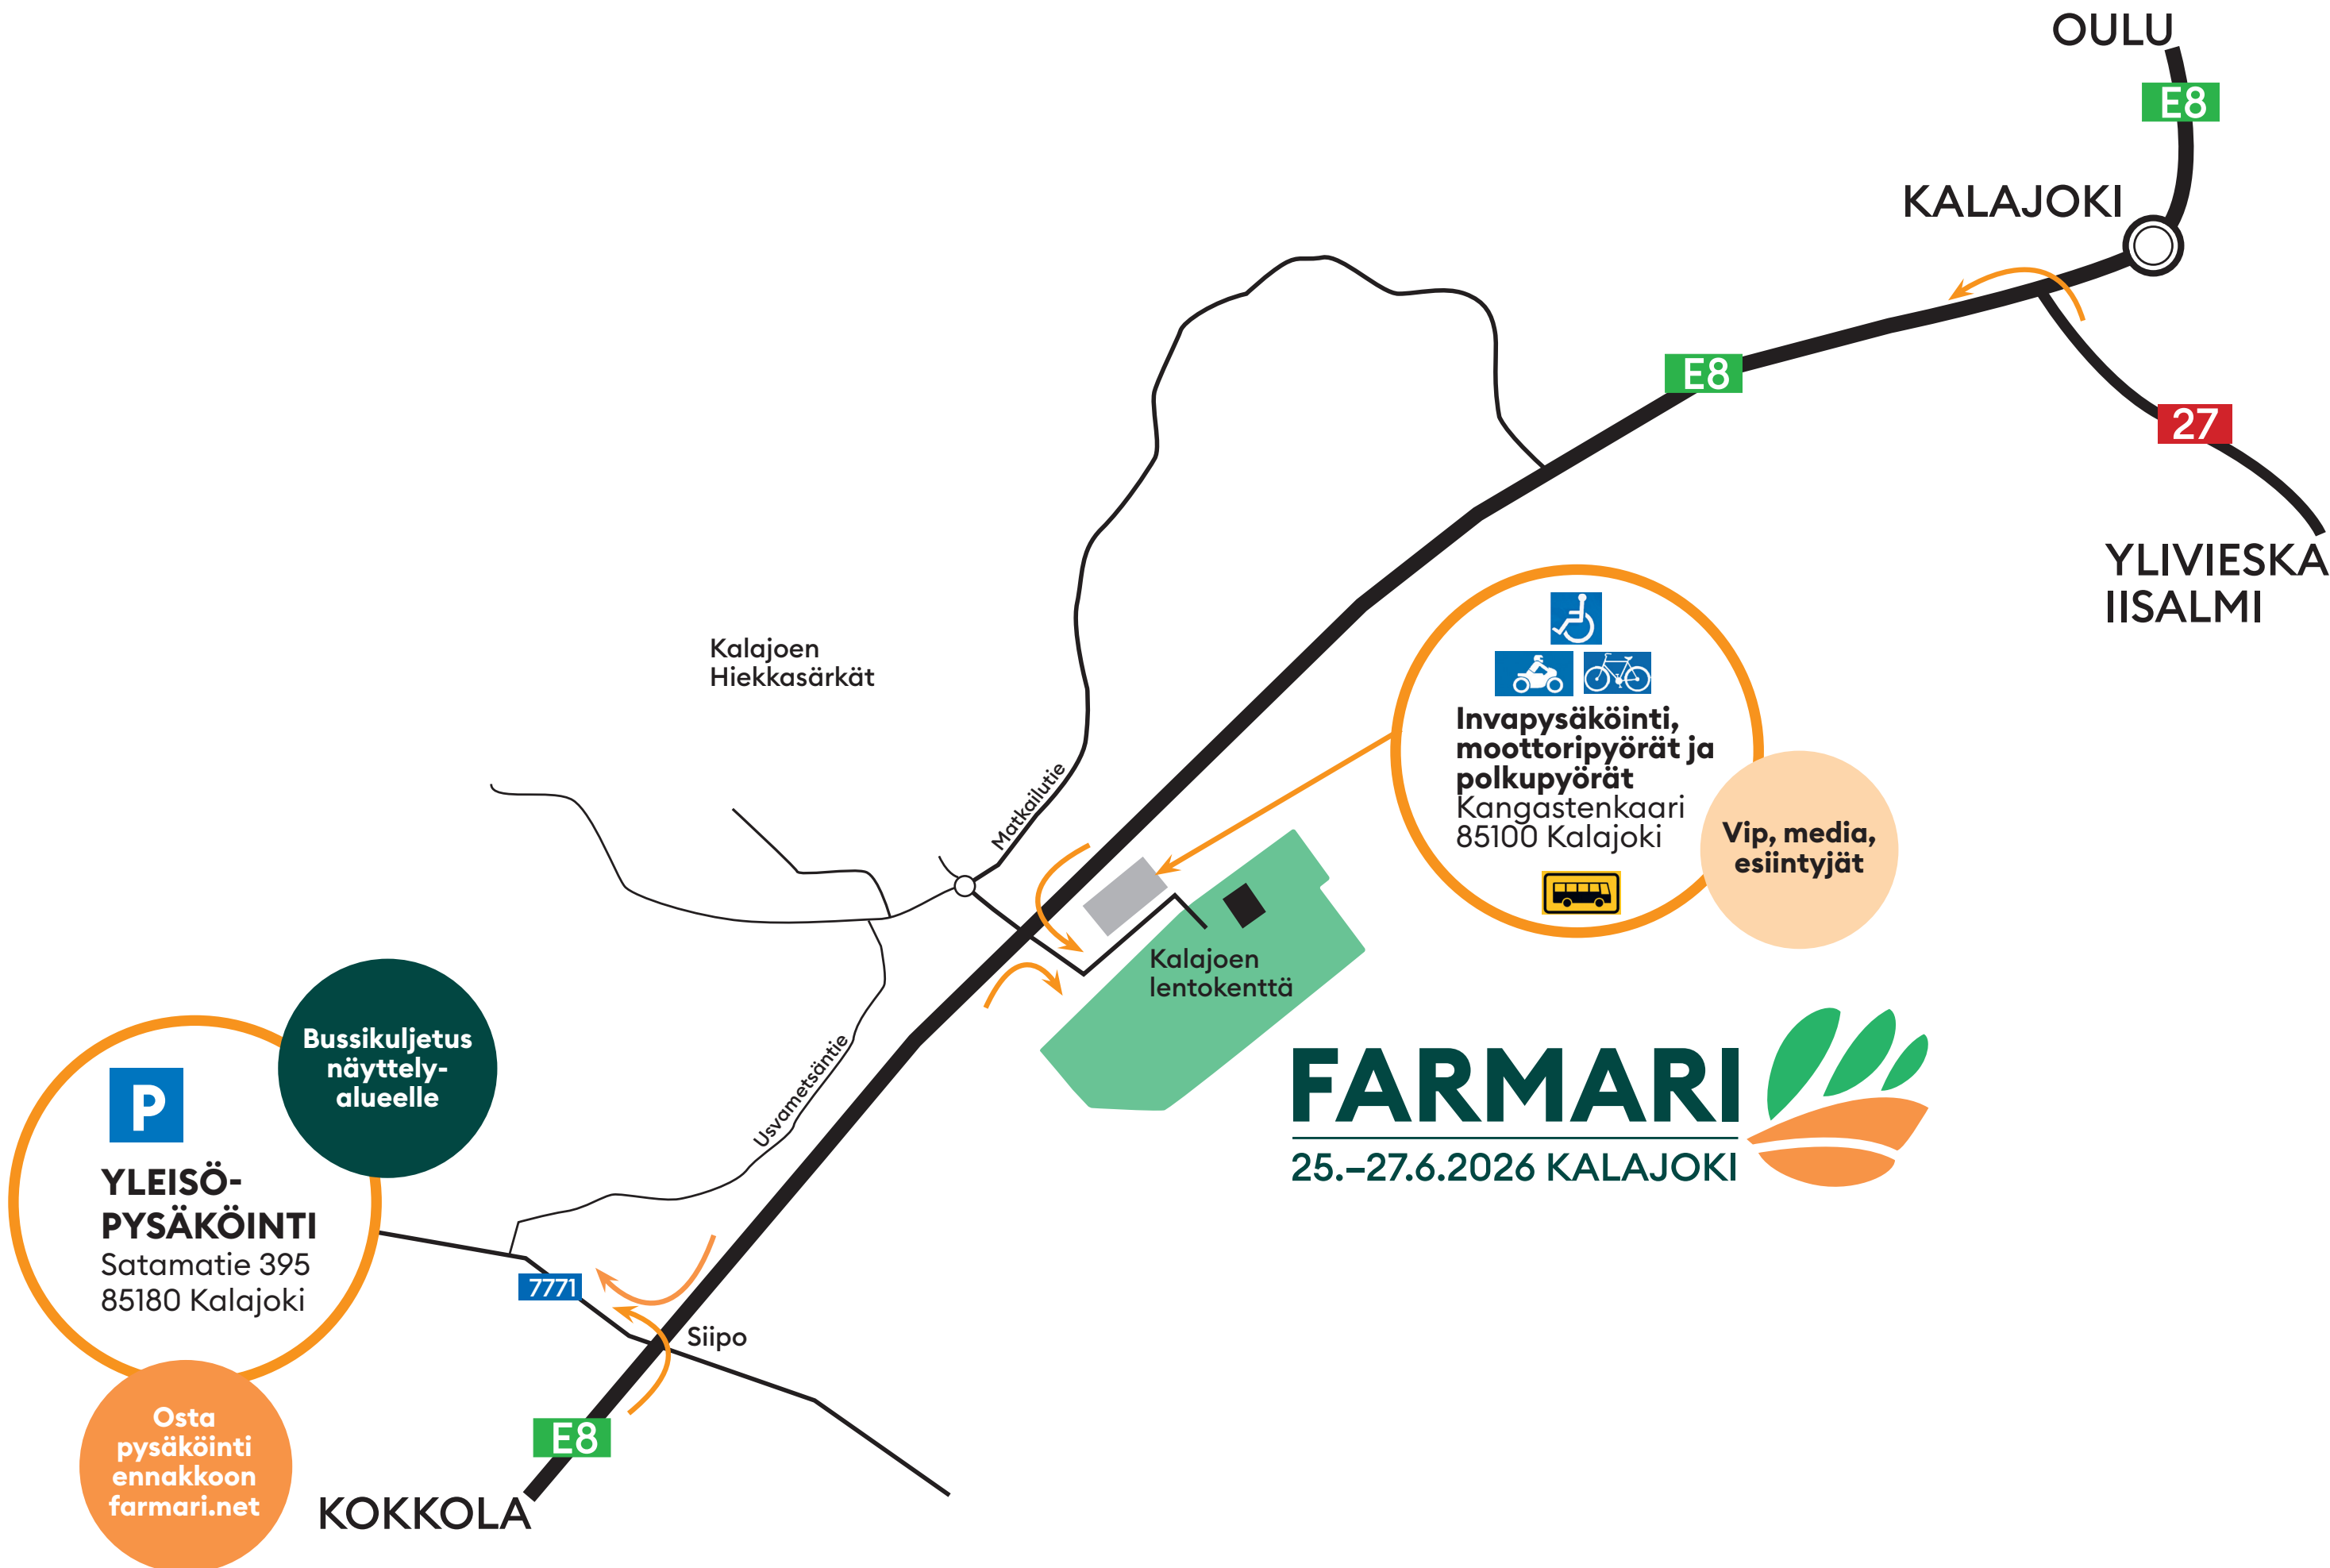 OULU
E8
KALAJOKI
E8
27
YLIVIESKA
IISALMI
Kalajoen
Hiekkasärkät
Matkailutie
Invapysäköinti,
moottoripyörät ja
polkupyörät
Kangastenkaari
85100 Kalajoki
Vip, media,
esiintyjät
Kalajoen
lentokenttä
Usvametsäntie
Bussikuljetus
näyttely-
alueelle
P
YLEISÖ-
PYSÄKÖINTI
Satamatie 395
85180 Kalajoki
FARMARI
25.–27.6.2026 KALAJOKI
7771
Siipo
Osta
pysäköinti
ennakkoon
farmari.net
E8
KOKKOLA